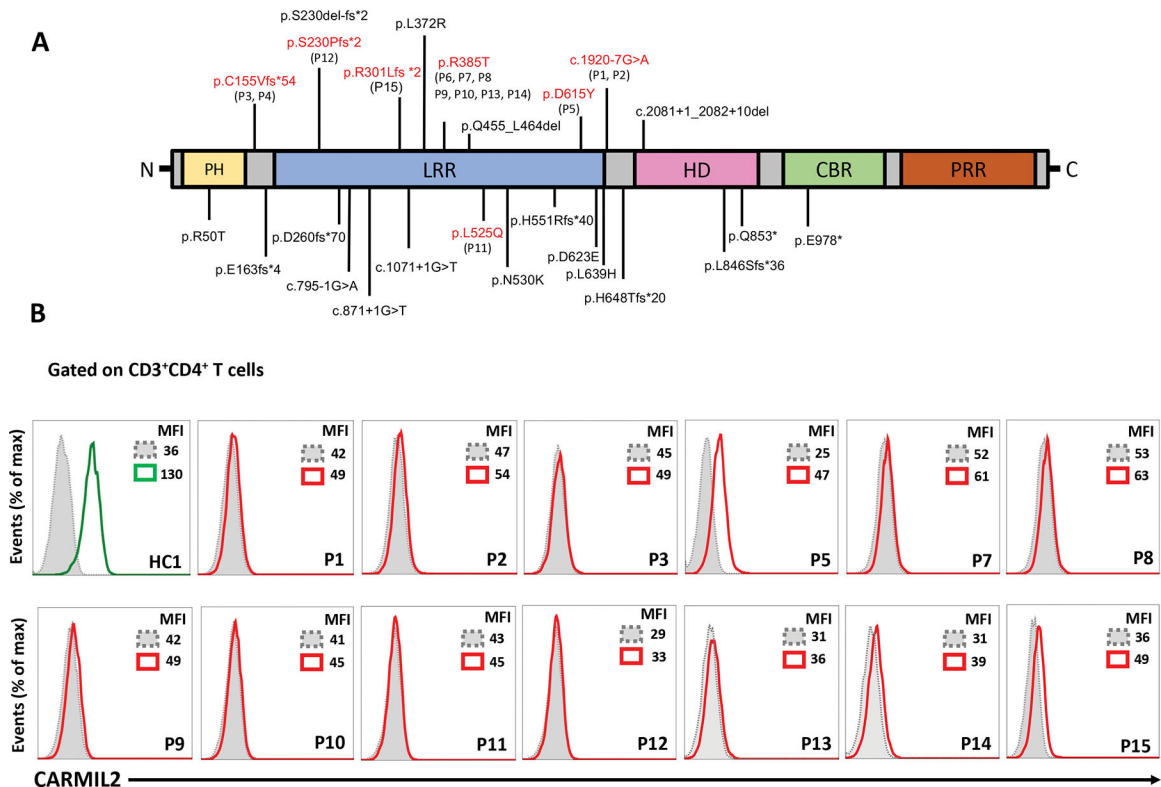 A
p.S230del-fs*2
p.L372R
p.S230Pfs*2
(P12)
p.R385T
c.1920-7G>A
p.C155Vfs*54
(P3, P4)
p.R301Lfs *2
(P15)
(P6, P7, P8
P9, P10, P13, P14)
p.D615Y
(P5)
(P1, P2)
p.Q455_L464del
c.2081+1_2082+10del
N PH LRR HD CBR PRR C
p.R50T
p.E163fs*4
p.D260fs*70
c.795-1G>A
c.871+1G>T
c.1071+1G>T
p.L525Q
(P11)
p.N530K
p.H551Rfs*40
p.D623E
p.L639H
p.H648Tfs*20
p.Q853*
p.L846Sfs*36
p.E978*
B
Gated on CD3⁺CD4⁺ T cells
Events (% of max)
MFI
36
130
HC1
MFI
42
49
P1
MFI
47
54
P2
MFI
45
49
P3
MFI
25
47
P5
MFI
52
61
P7
MFI
53
63
P8
Events (% of max)
MFI
42
49
P9
MFI
41
45
P10
MFI
43
45
P11
MFI
29
33
P12
MFI
31
36
P13
MFI
31
39
P14
MFI
36
49
P15
CARMIL2